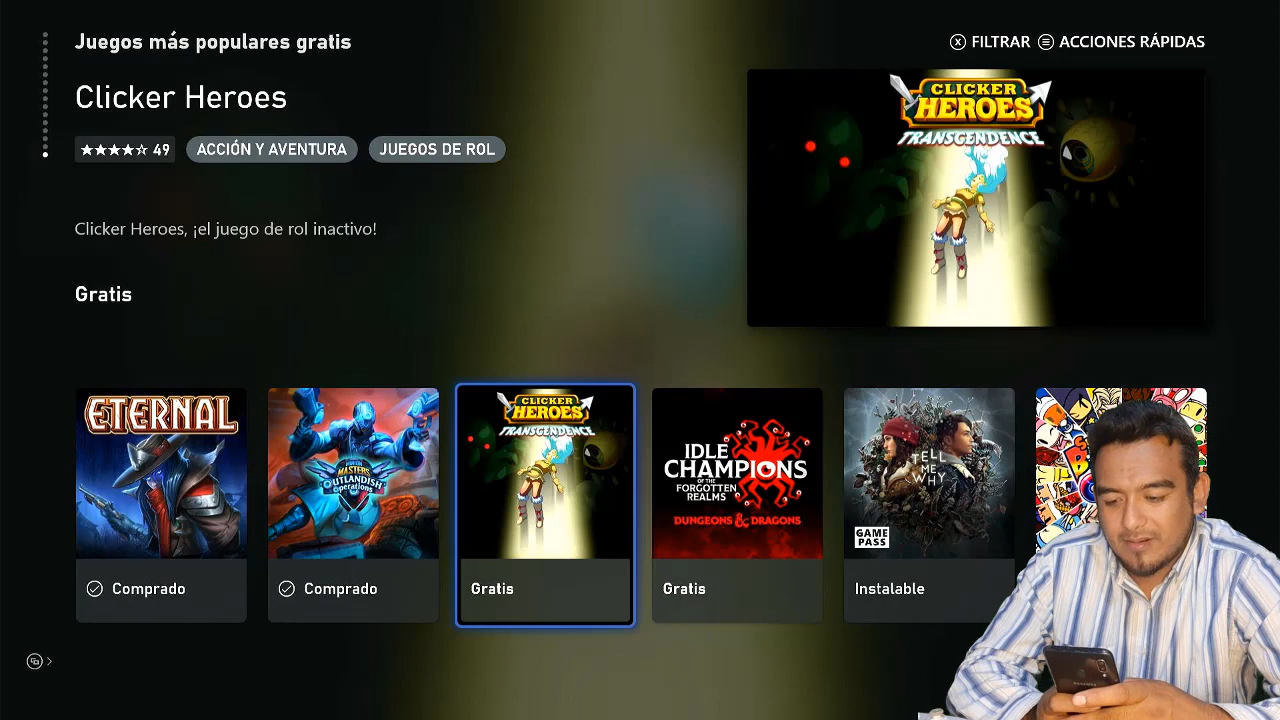 Juegos más populares gratis
FILTRAR
ACCIONES RÁPIDAS
Clicker Heroes
49
ACCIÓN Y AVENTURA
JUEGOS DE ROL
Clicker Heroes, ¡el juego de rol inactivo!
Gratis
CLICKER
HEROES
TRANSCENDENCE
ETERNAL
MASTERS
OUTLANDISH
Operations
CLICKER
HEROES
TRANSCENDENCE
IDLE
CHAMPIONS
OF THE
FORGOTTEN
REALMS
DUNGEONS & DRAGONS
TELL
ME
WHY
GAME
PASS
Comprado
Comprado
Gratis
Gratis
Instalable